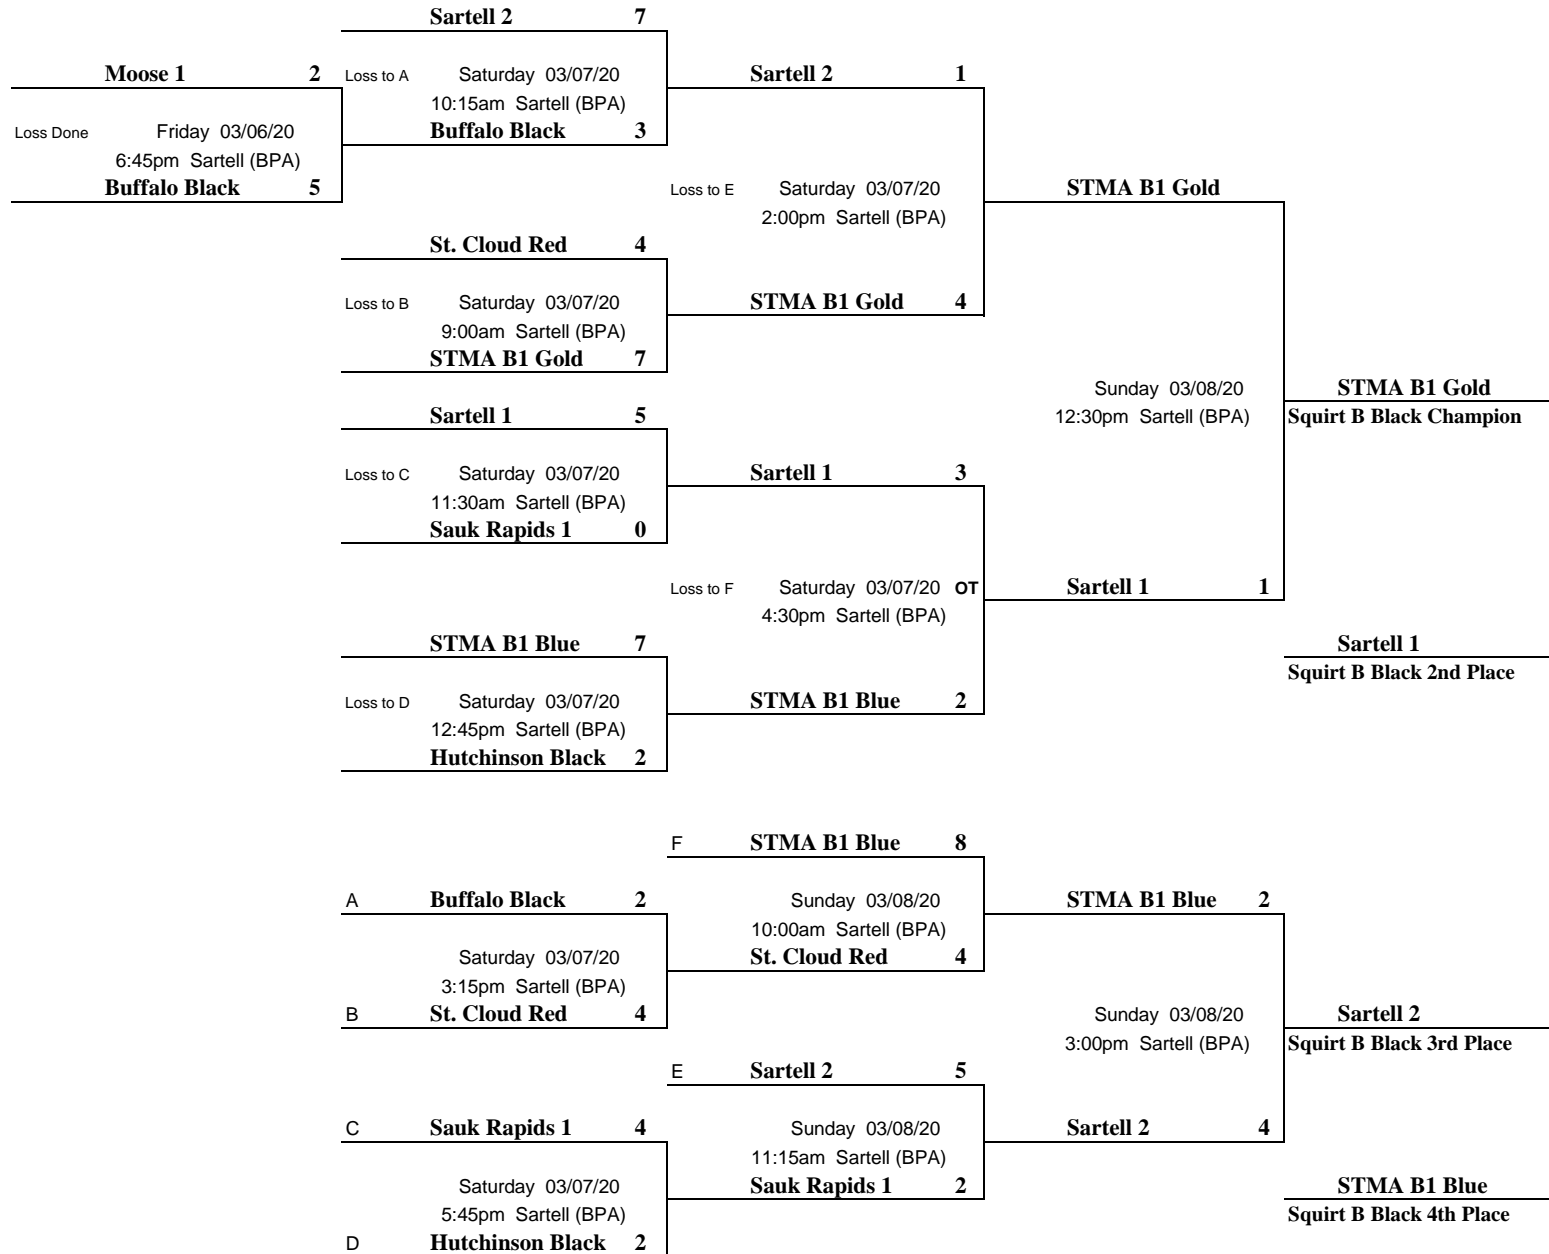 Sartell 2 7
Moose 1 2 Loss to A Saturday 03/07/20 Sartell 2 1
10:15am Sartell (BPA)
Loss Done Friday 03/06/20 Buffalo Black 3
6:45pm Sartell (BPA)
Buffalo Black 5 Loss to E Saturday 03/07/20 STMA B1 Gold
2:00pm Sartell (BPA)
St. Cloud Red 4
Loss to B Saturday 03/07/20 STMA B1 Gold 4
9:00am Sartell (BPA)
STMA B1 Gold 7
Sunday 03/08/20 STMA B1 Gold
Sartell 1 5 12:30pm Sartell (BPA) Squirt B Black Champion
Loss to C Saturday 03/07/20 Sartell 1 3
11:30am Sartell (BPA)
Sauk Rapids 1 0
Loss to F Saturday 03/07/20 OT Sartell 1 1
4:30pm Sartell (BPA)
STMA B1 Blue 7 Sartell 1
Squirt B Black 2nd Place
Loss to D Saturday 03/07/20 STMA B1 Blue 2
12:45pm Sartell (BPA)
Hutchinson Black 2
F STMA B1 Blue 8
A Buffalo Black 2 Sunday 03/08/20 STMA B1 Blue 2
10:00am Sartell (BPA)
Saturday 03/07/20 St. Cloud Red 4
3:15pm Sartell (BPA)
B St. Cloud Red 4 Sunday 03/08/20 Sartell 2
3:00pm Sartell (BPA) Squirt B Black 3rd Place
E Sartell 2 5
C Sauk Rapids 1 4 Sunday 03/08/20 Sartell 2 4
11:15am Sartell (BPA)
Saturday 03/07/20 Sauk Rapids 1 2 STMA B1 Blue
5:45pm Sartell (BPA) Squirt B Black 4th Place
D Hutchinson Black 2